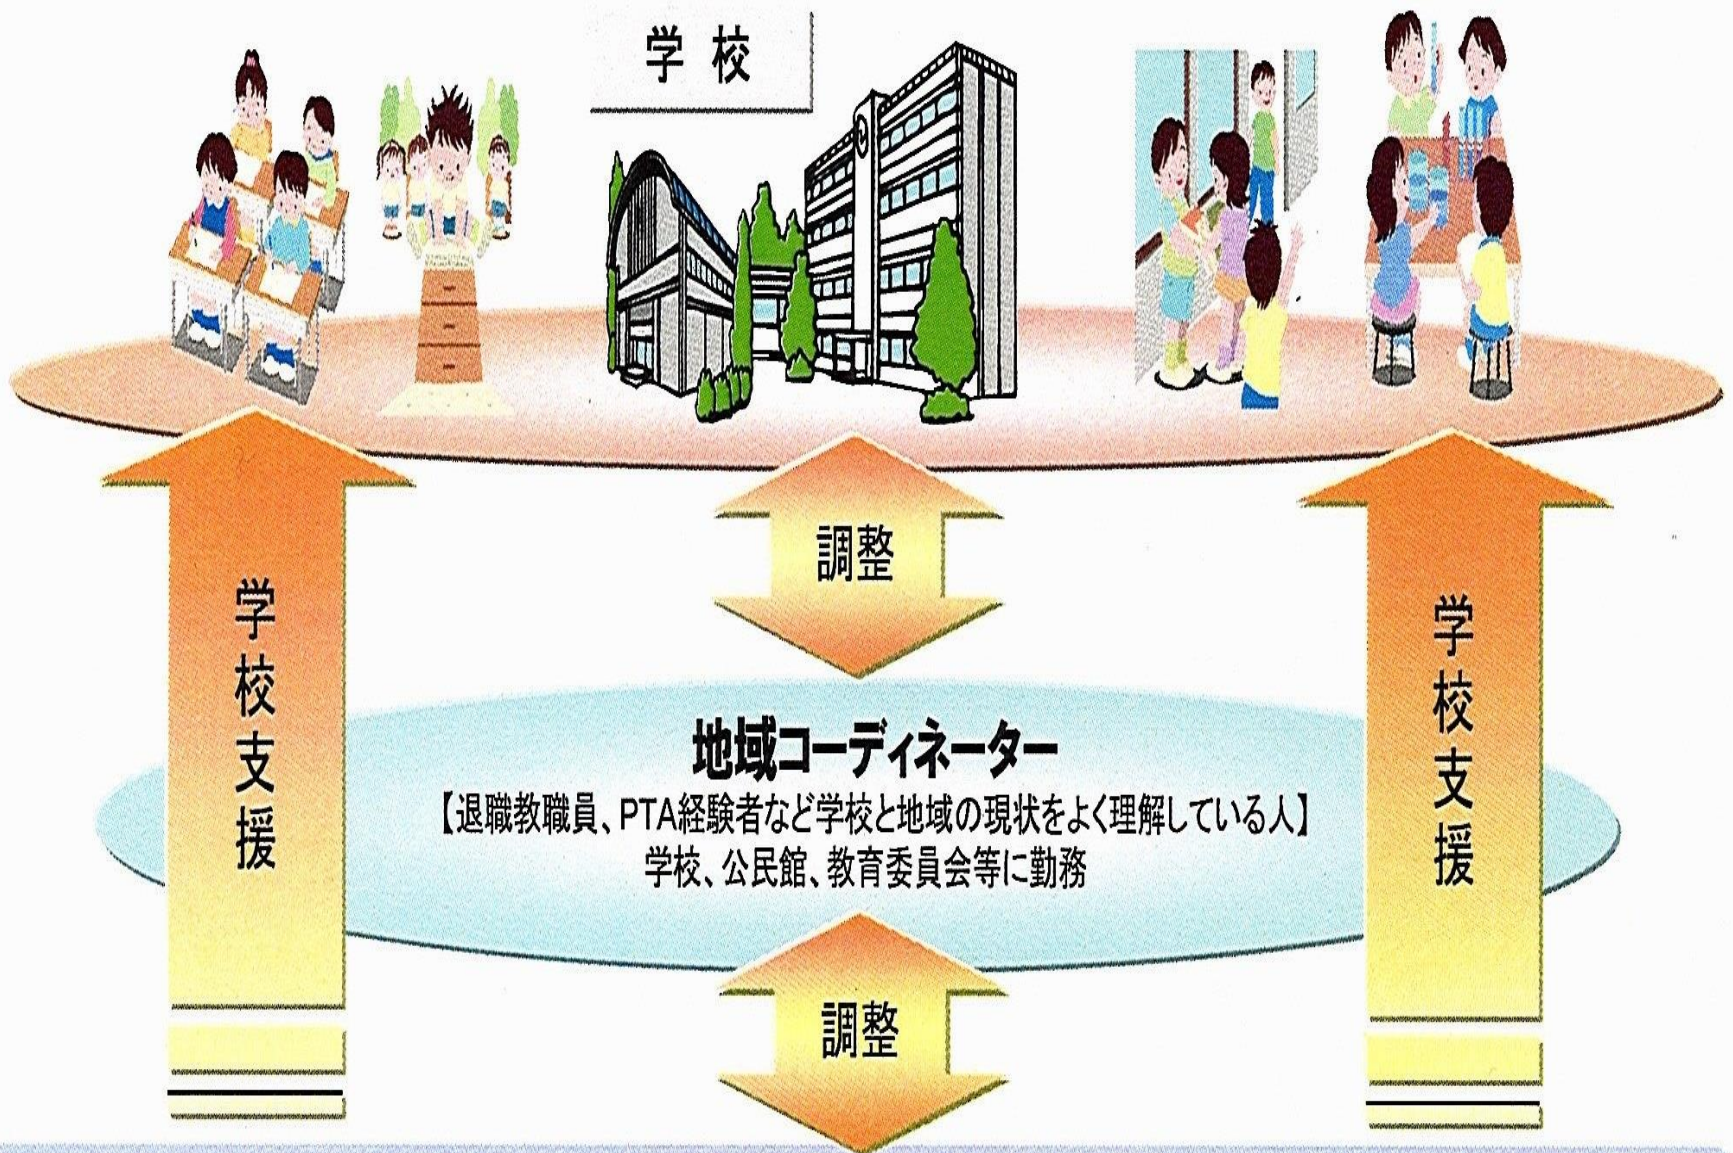 学校
調整
学校支援
学校支援
地域コーディネーター
【退職教職員、PTA経験者など学校と地域の現状をよく理解している人】
学校、公民館、教育委員会等に勤務
調整